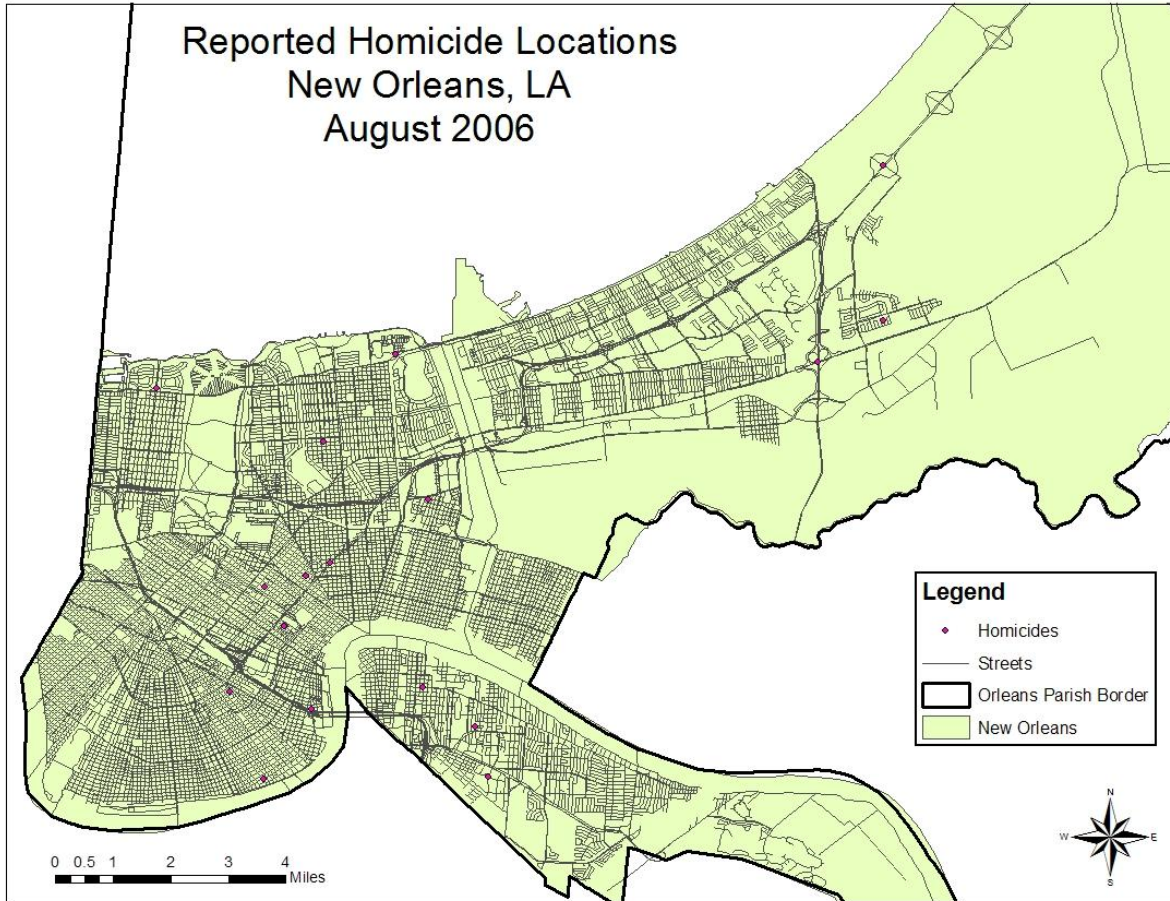 Reported Homicide Locations
New Orleans, LA
August 2006
Legend
Homicides
Streets
Orleans Parish Border
New Orleans
0 0.5 1 2 3 4
Miles
N
W E
S